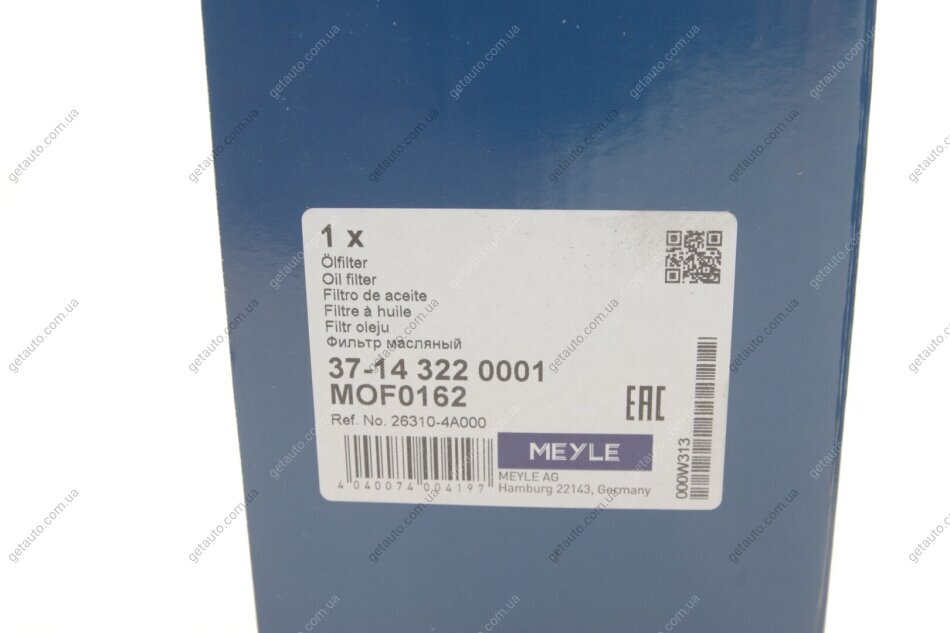 1 x
Ölfilter
Oil filter
Filtro de aceite
Filtre à huile
Filtr oleju
Фильтр масляный
37-14 322 0001
MOF0162
Ref. No. 26310-4A000
EAC
000W313
4 040074 004197
MEYLE
MEYLE AG
Hamburg 22143, Germany
getauto.com.ua